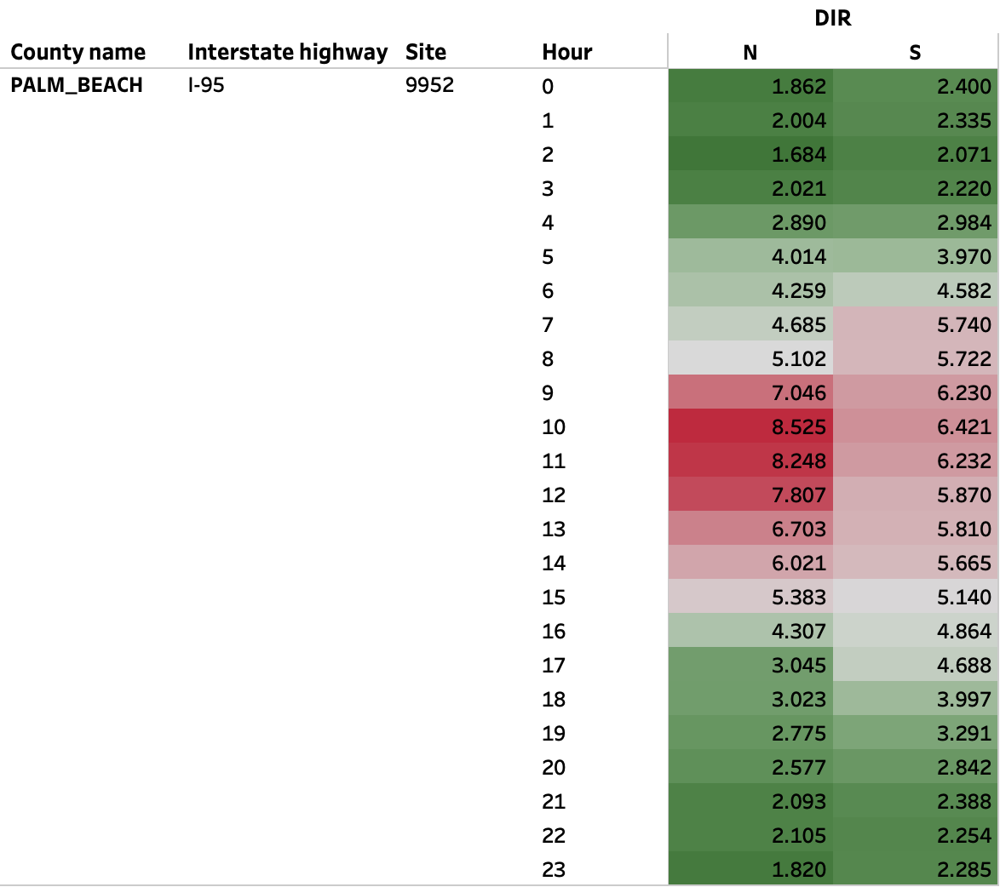 DIR
County name Interstate highway Site Hour N S
PALM_BEACH I-95 9952 0 1.862 2.400
1 2.004 2.335
2 1.684 2.071
3 2.021 2.220
4 2.890 2.984
5 4.014 3.970
6 4.259 4.582
7 4.685 5.740
8 5.102 5.722
9 7.046 6.230
10 8.525 6.421
11 8.248 6.232
12 7.807 5.870
13 6.703 5.810
14 6.021 5.665
15 5.383 5.140
16 4.307 4.864
17 3.045 4.688
18 3.023 3.997
19 2.775 3.291
20 2.577 2.842
21 2.093 2.388
22 2.105 2.254
23 1.820 2.285